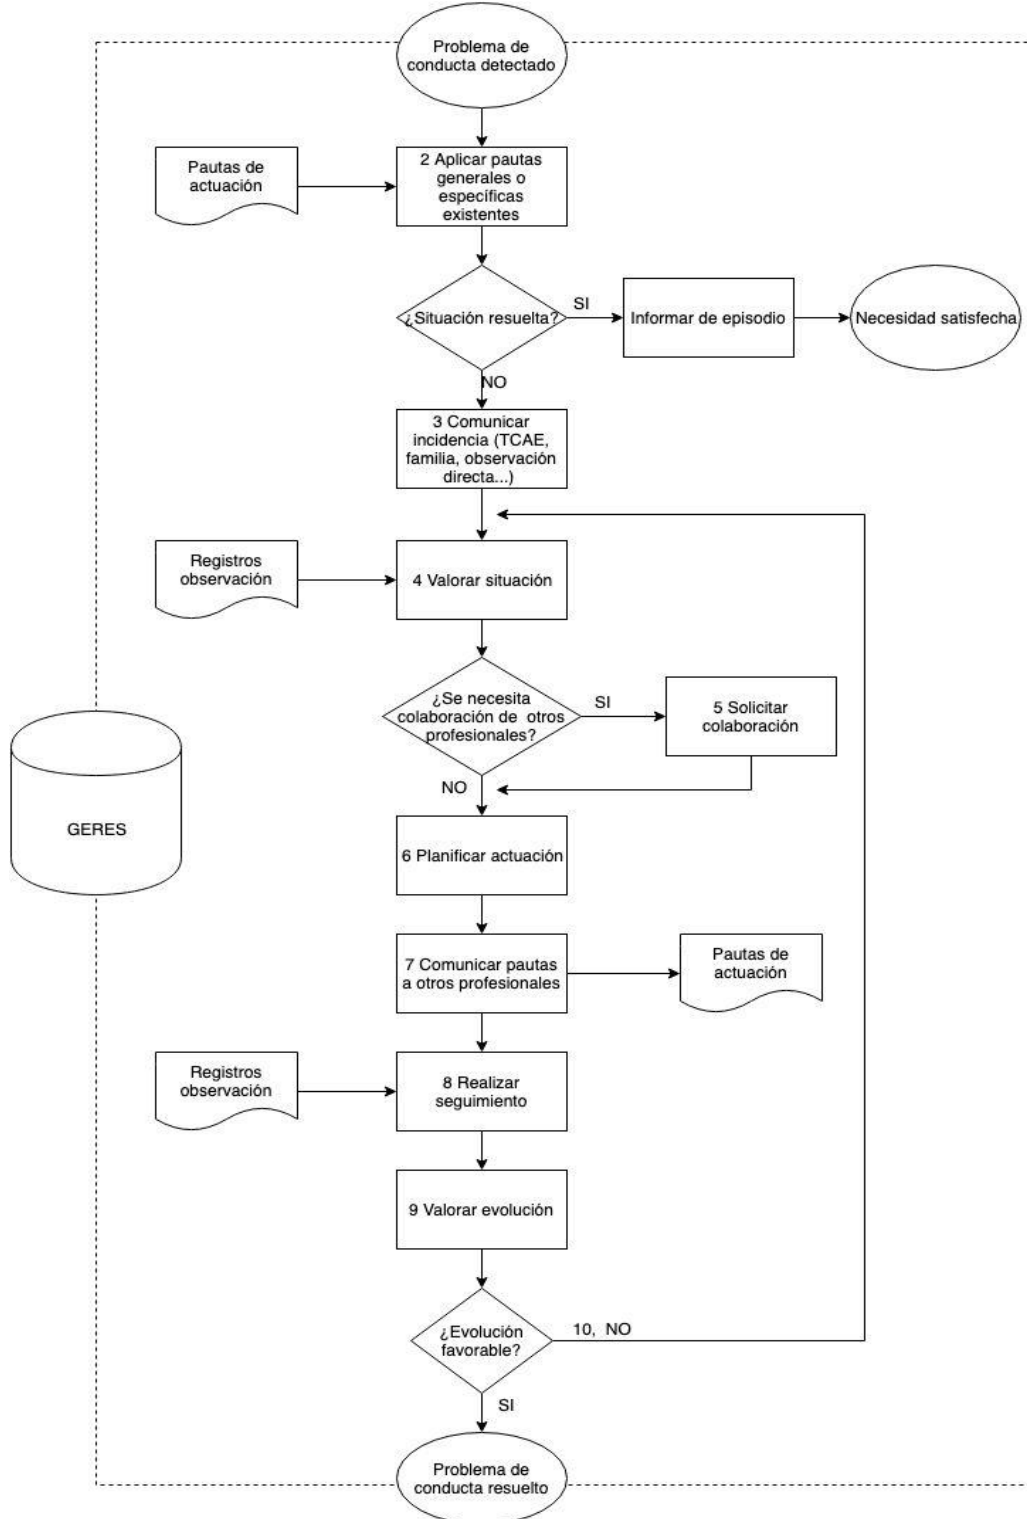 Problema de
conducta detectado
Pautas de
actuación
2 Aplicar pautas
generales o
específicas
existentes
¿Situación resuelta?
SI
Informar de episodio
Necesidad satisfecha
NO
3 Comunicar
incidencia (TCAE,
familia, observación
directa...)
Registros
observación
4 Valorar situación
¿Se necesita
colaboración de otros
profesionales?
SI
5 Solicitar
colaboración
NO
GERES
6 Planificar actuación
7 Comunicar pautas
a otros profesionales
Pautas de
actuación
Registros
observación
8 Realizar
seguimiento
9 Valorar evolución
¿Evolución
favorable?
10, NO
SI
Problema de
conducta resuelto